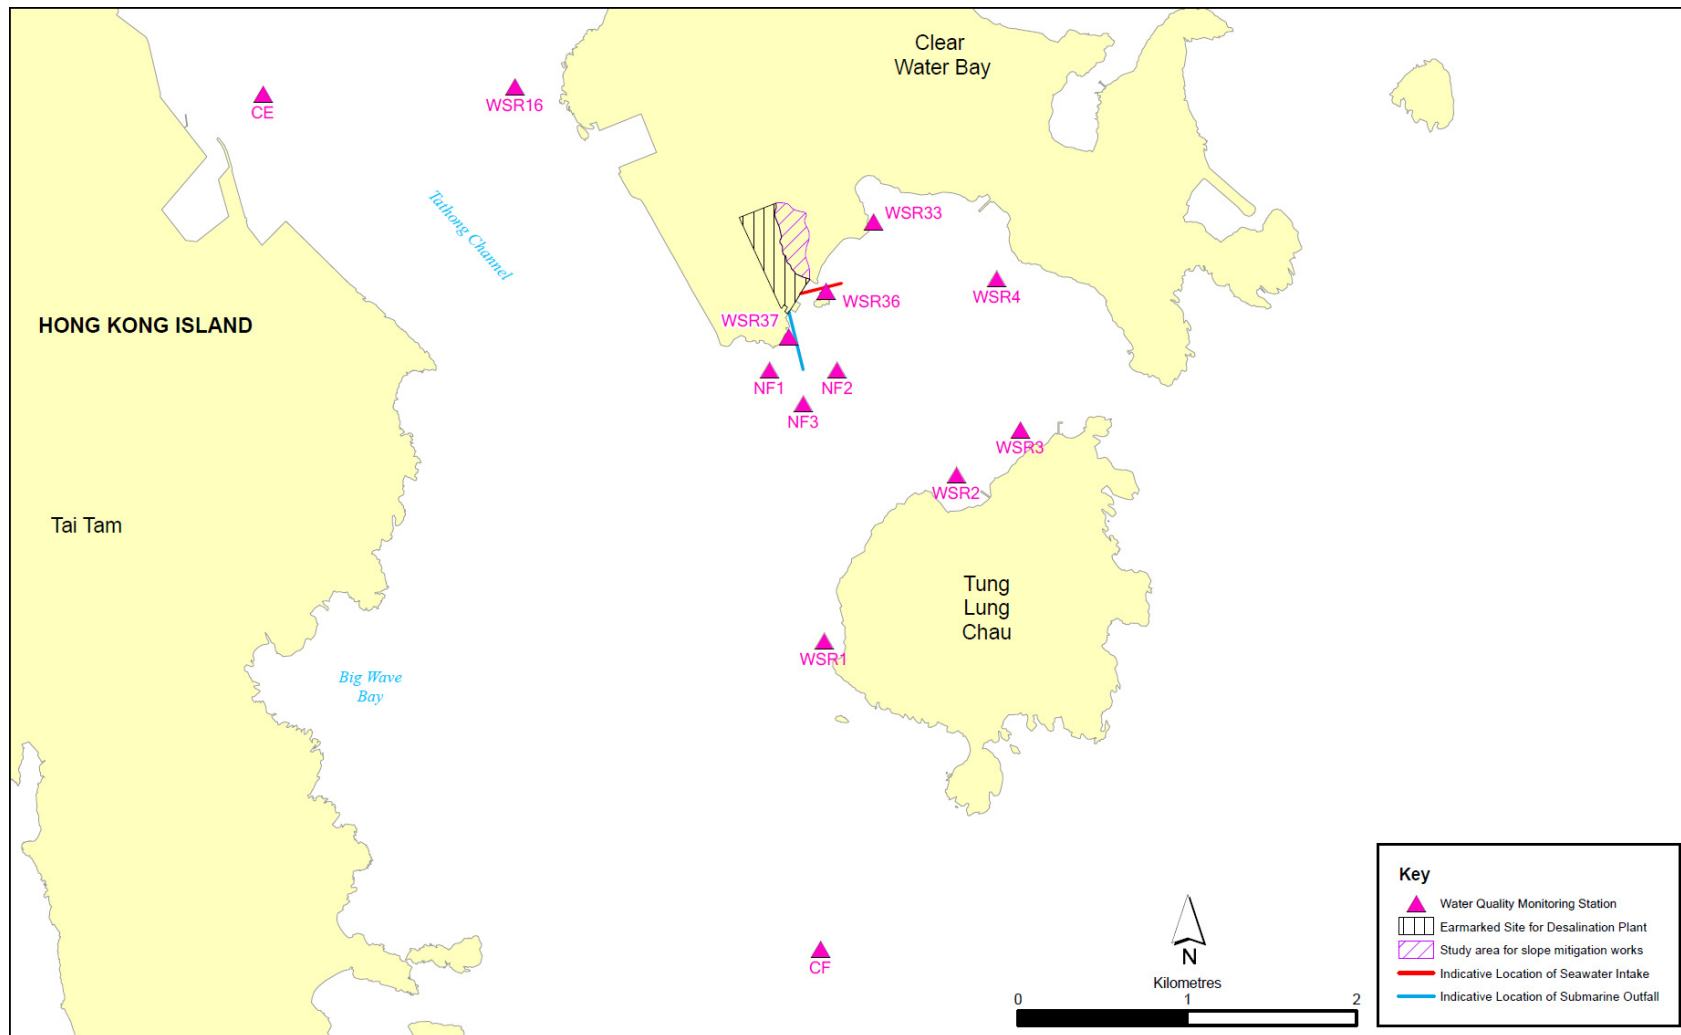 Clear
Water Bay
CE
WSR16
Tathong Channel
WSR33
WSR4
WSR36
HONG KONG ISLAND
WSR37
NF1
NF2
NF3
WSR3
WSR2
Tai Tam
Tung
Lung
Chau
WSR1
Big Wave
Bay
CF
N
Kilometres
0
1
2
Key
Water Quality Monitoring Station
Earmarked Site for Desalination Plant
Study area for slope mitigation works
Indicative Location of Seawater Intake
Indicative Location of Submarine Outfall